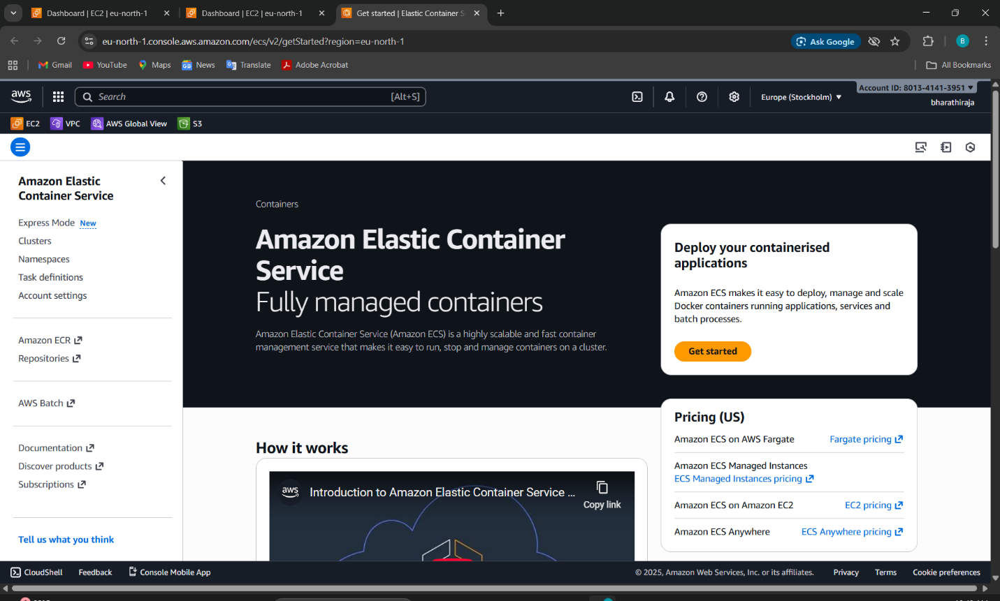 Dashboard | EC2 | eu-north-1
Dashboard | EC2 | eu-north-1
Get started | Elastic Container S
eu-north-1.console.aws.amazon.com/ecs/v2/getStarted?region=eu-north-1
Ask Google
B
Gmail
YouTube
Maps
News
Translate
Adobe Acrobat
All Bookmarks
aws
Search
[Alt+S]
Europe (Stockholm)
Account ID: 8013-4141-3951
bharathiraja
EC2
VPC
AWS Global View
S3
Amazon Elastic
Container Service
Express Mode New
Clusters
Namespaces
Task definitions
Account settings
Amazon ECR
Repositories
AWS Batch
Documentation
Discover products
Subscriptions
Tell us what you think
Containers
Amazon Elastic Container
Service
Fully managed containers
Amazon Elastic Container Service (Amazon ECS) is a highly scalable and fast container
management service that makes it easy to run, stop and manage containers on a cluster.
Deploy your containerised
applications
Amazon ECS makes it easy to deploy, manage and scale
Docker containers running applications, services and
batch processes.
Get started
How it works
aws
Introduction to Amazon Elastic Container Service ...
Copy link
Pricing (US)
Amazon ECS on AWS Fargate
Fargate pricing
Amazon ECS Managed Instances
ECS Managed Instances pricing
Amazon ECS on Amazon EC2
EC2 pricing
Amazon ECS Anywhere
ECS Anywhere pricing
CloudShell
Feedback
Console Mobile App
© 2025, Amazon Web Services, Inc. or its affiliates.
Privacy
Terms
Cookie preferences